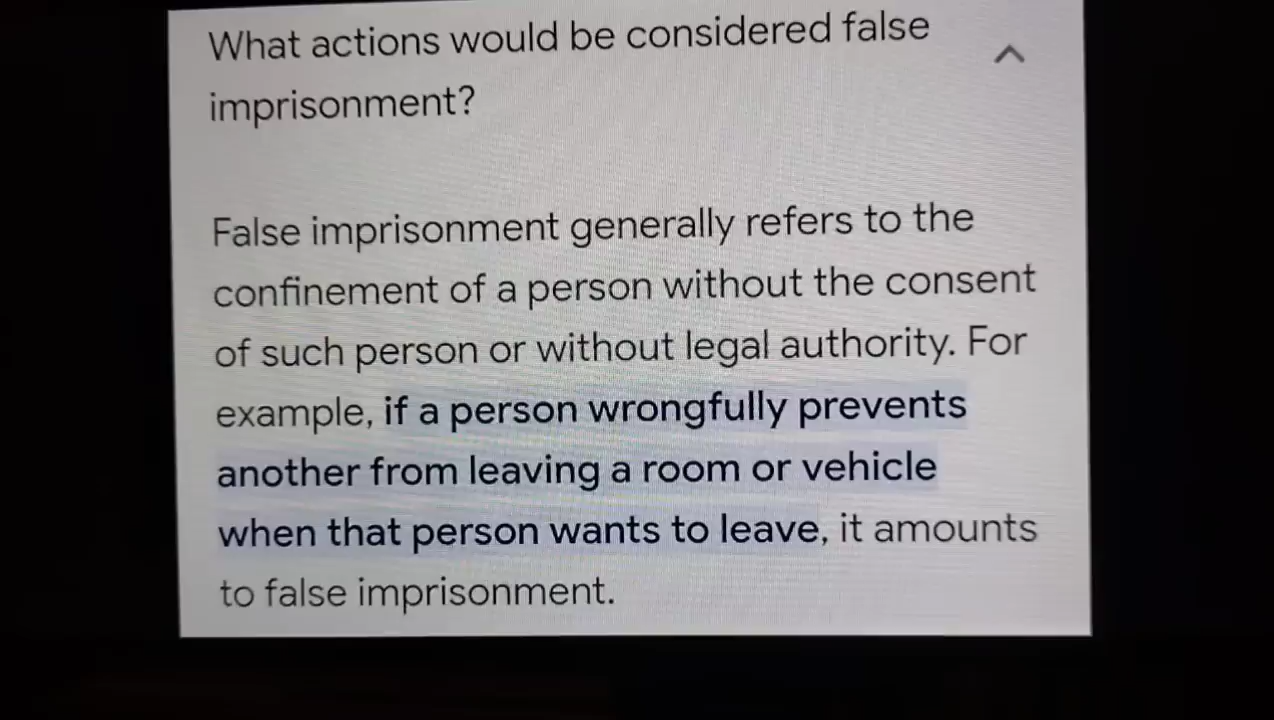 What actions would be considered false
imprisonment?
False imprisonment generally refers to the
confinement of a person without the consent
of such person or without legal authority. For
example, if a person wrongfully prevents
another from leaving a room or vehicle
when that person wants to leave, it amounts
to false imprisonment.